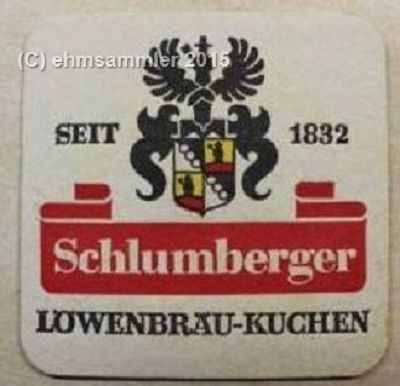 (C) ehmsammler 2015
SEIT 1832
Schlumberger
LÖWENBRÄU-KUCHEN